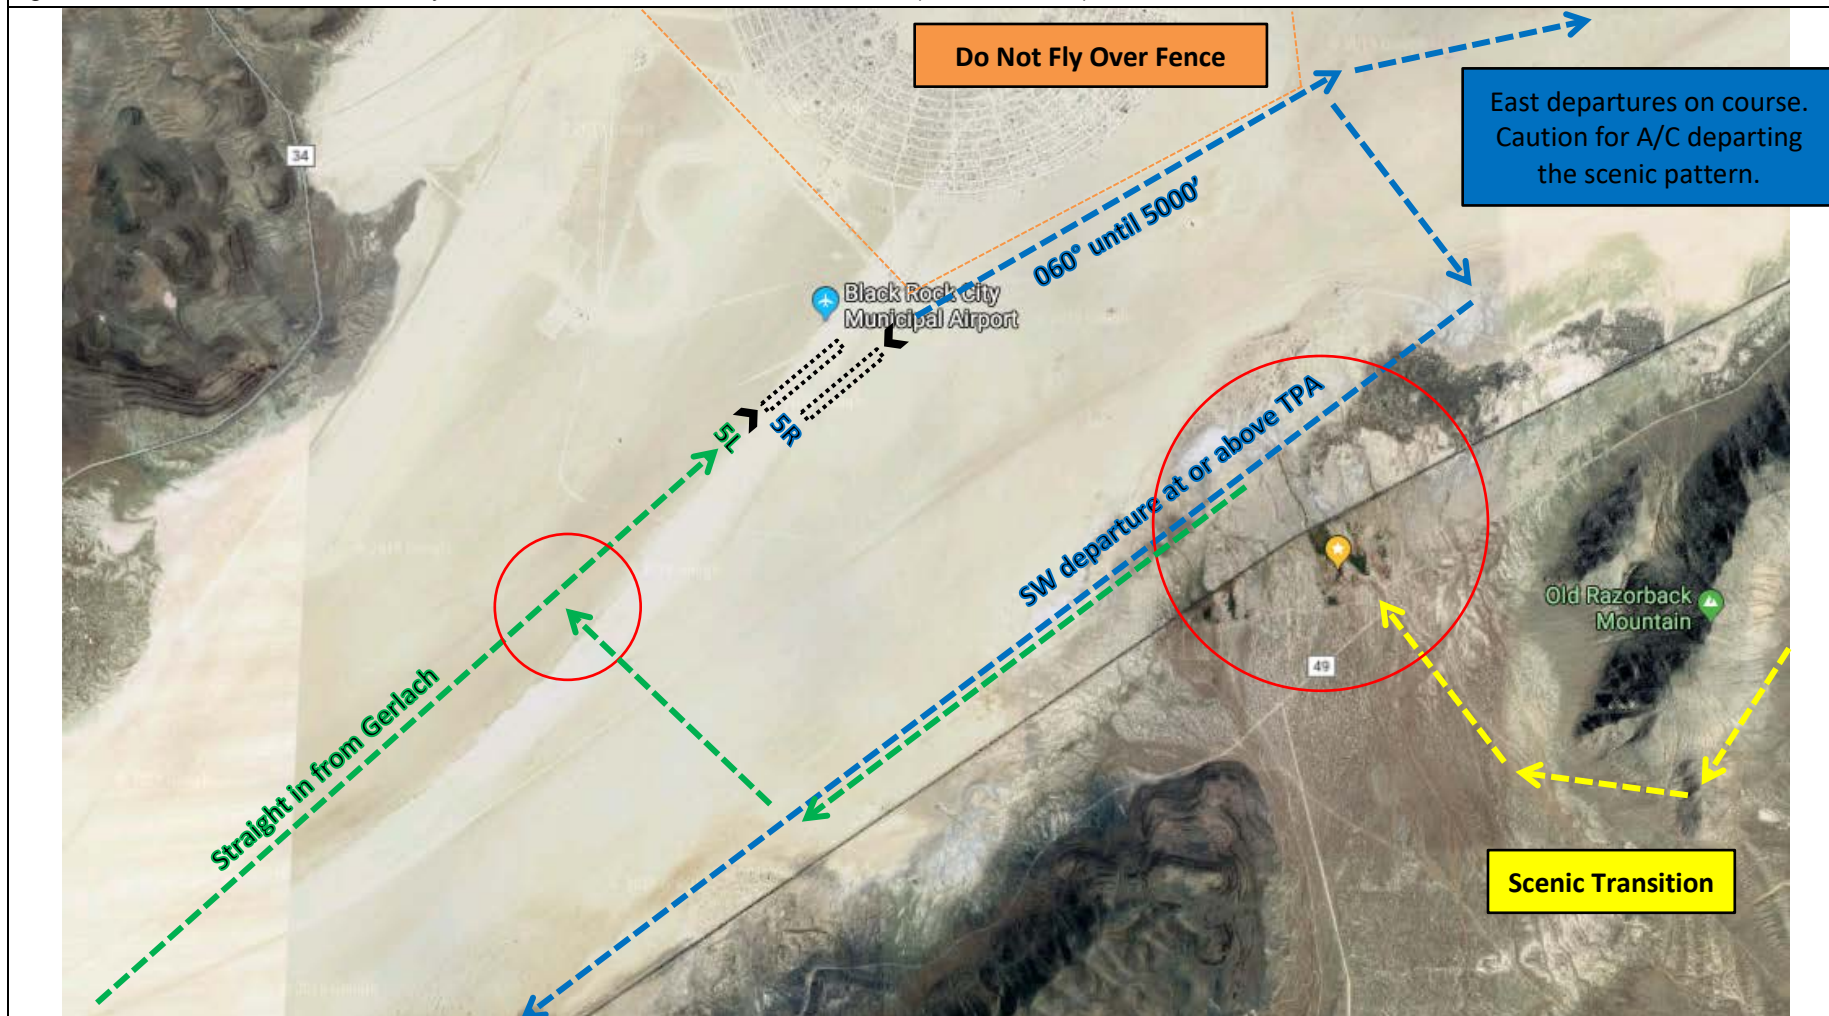 Do Not Fly Over Fence
East departures on course.
Caution for A/C departing
the scenic pattern.
34
060° until 5000’
Black Rock City
Municipal Airport
5L
5R
SW departure at or above TPA
Old Razorback
Mountain
49
Straight in from Gerlach
Scenic Transition